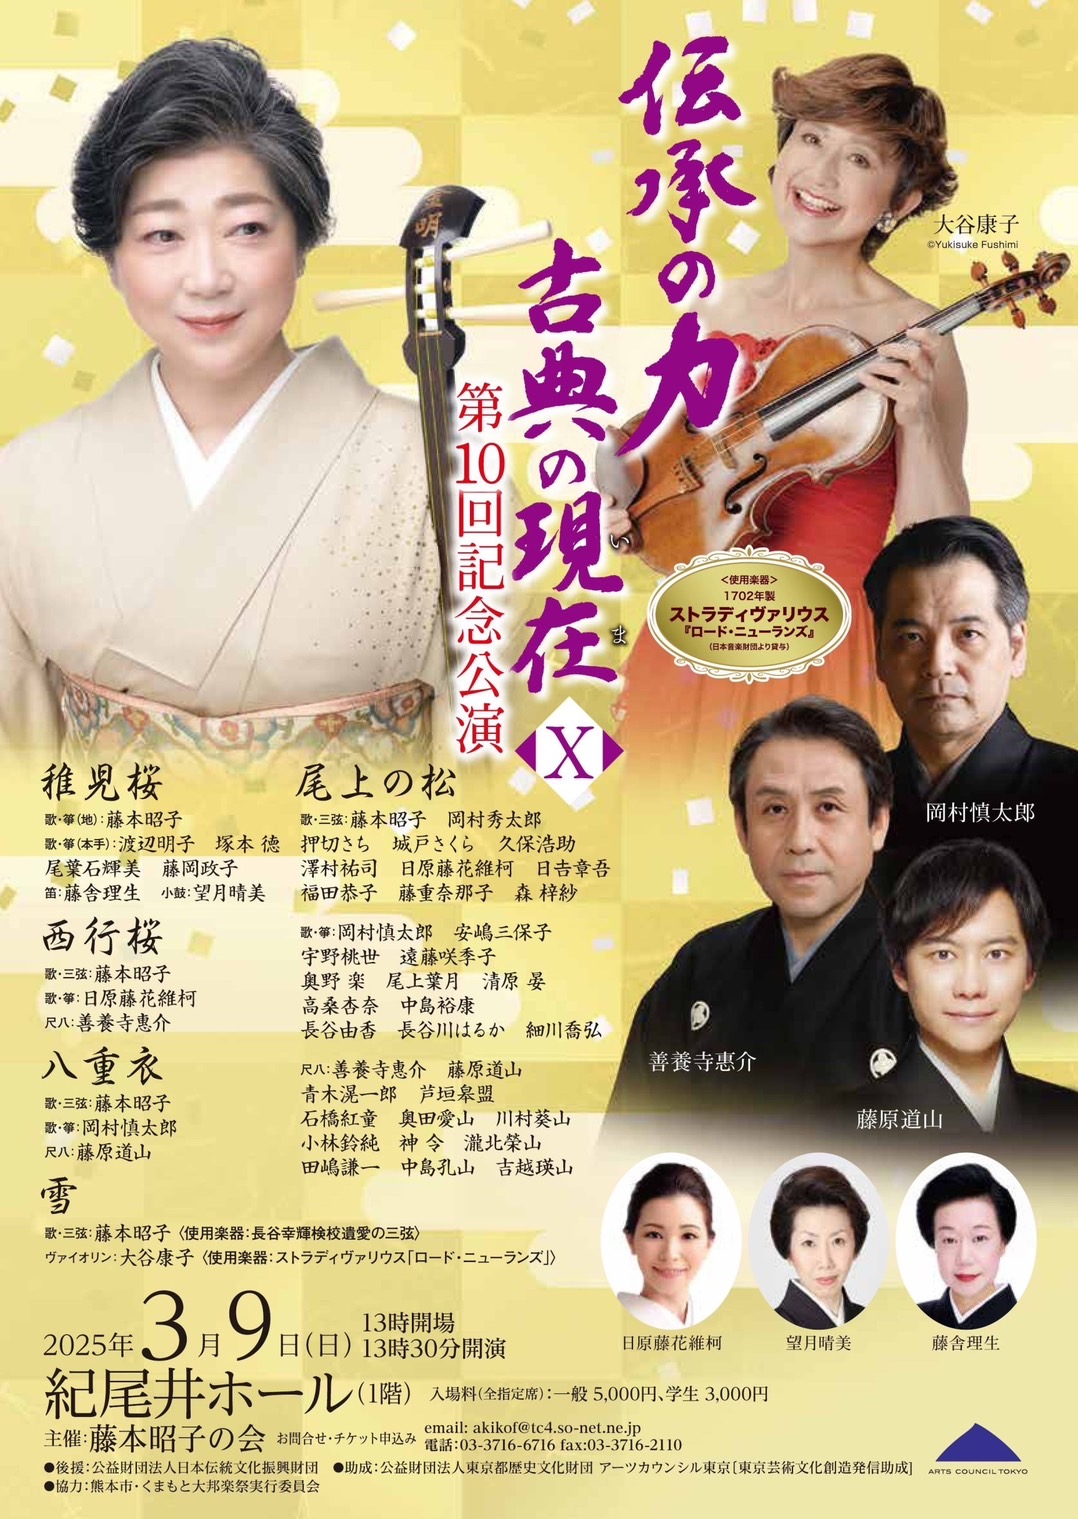 伝承の力
古典の現在
いま
X
第10回記念公演
大谷康子
©Yukisuke Fushimi
明
<使用楽器>
1702年製
ストラディヴァリウス
『ロード・ニューランズ』
(日本音楽財団より貸与)
岡村慎太郎
善養寺惠介
藤原道山
稚児桜
歌・箏(地):藤本昭子
歌・箏(本手):渡辺明子 塚本 徳
尾葉石輝美 藤岡政子
笛:藤舎理生 小鼓:望月晴美
西行桜
歌・三弦:藤本昭子
歌・箏:日原藤花維柯
尺八:善養寺惠介
八重衣
歌・三弦:藤本昭子
歌・箏:岡村慎太郎
尺八:藤原道山
雪
歌・三弦:藤本昭子〈使用楽器:長谷幸輝検校遺愛の三弦〉
ヴァイオリン:大谷康子〈使用楽器:ストラディヴァリウス「ロード・ニューランズ」〉
尾上の松
歌・三弦:藤本昭子 岡村秀太郎
押切さち 城戸さくら 久保浩助
澤村祐司 日原藤花維柯 日𠮷章吾
福田恭子 藤重奈那子 森 梓紗
歌・箏:岡村慎太郎 安嶋三保子
宇野桃世 遠藤咲季子
奥野 楽 尾上葉月 清原 晏
高桑杏奈 中島裕康
長谷由香 長谷川はるか 細川喬弘
尺八:善養寺惠介 藤原道山
青木滉一郎 芦垣皋盟
石橋紅童 奥田愛山 川村葵山
小林鈴純 神 令 瀧北榮山
田嶋謙一 中島孔山 吉越瑛山
日原藤花維柯
望月晴美
藤舎理生
2025年3月9日(日)
13時開場
13時30分開演
紀尾井ホール(1階) 入場料(全指定席):一般 5,000円、学生 3,000円
主催:藤本昭子の会 お問合せ・チケット申込み
email: akikof@tc4.so-net.ne.jp
電話:03-3716-6716 fax:03-3716-2110
●後援:公益財団法人日本伝統文化振興財団 ●助成:公益財団法人東京都歴史文化財団 アーツカウンシル東京[東京芸術文化創造発信助成]
●協力:熊本市・くまもと大邦楽祭実行委員会
ARTS COUNCIL TOKYO